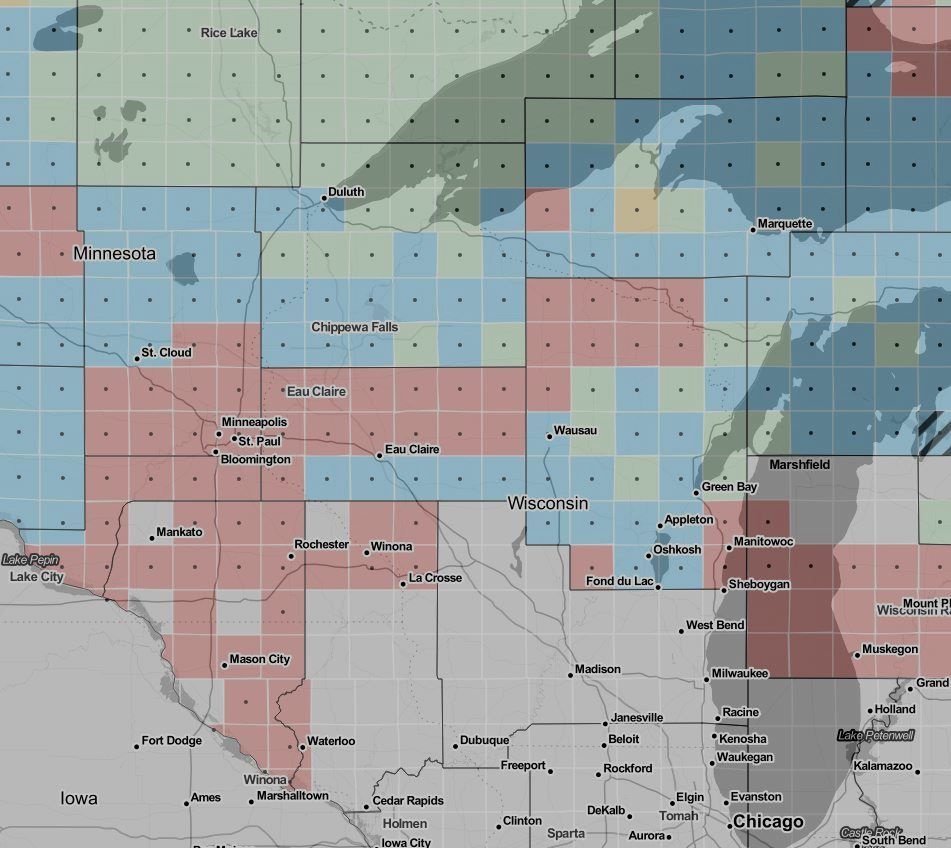 Rice Lake
Duluth
Marquette
Minnesota
Chippewa Falls
St. Cloud
Eau Claire
Minneapolis
St. Paul
Bloomington
Eau Claire
Wausau
Marshfield
Green Bay
Wisconsin
Appleton
Mankato
Rochester
Winona
Manitowoc
Oshkosh
Lake Pepin
Lake City
La Crosse
Fond du Lac
Sheboygan
Mount P
Wisconsin Ra
West Bend
Muskegon
Mason City
Madison
Milwaukee
Grand
Holland
Racine
Janesville
Fort Dodge
Waterloo
Dubuque
Beloit
Kenosha
Lake Petenwell
Waukegan
Freeport
Rockford
Kalamazoo
Winona
Iowa
Ames
Marshalltown
Cedar Rapids
Elgin
Evanston
DeKalb
Tomah
Holmen
Clinton
Sparta
Chicago
Aurora
Castle Rock
South Bend
Iowa City